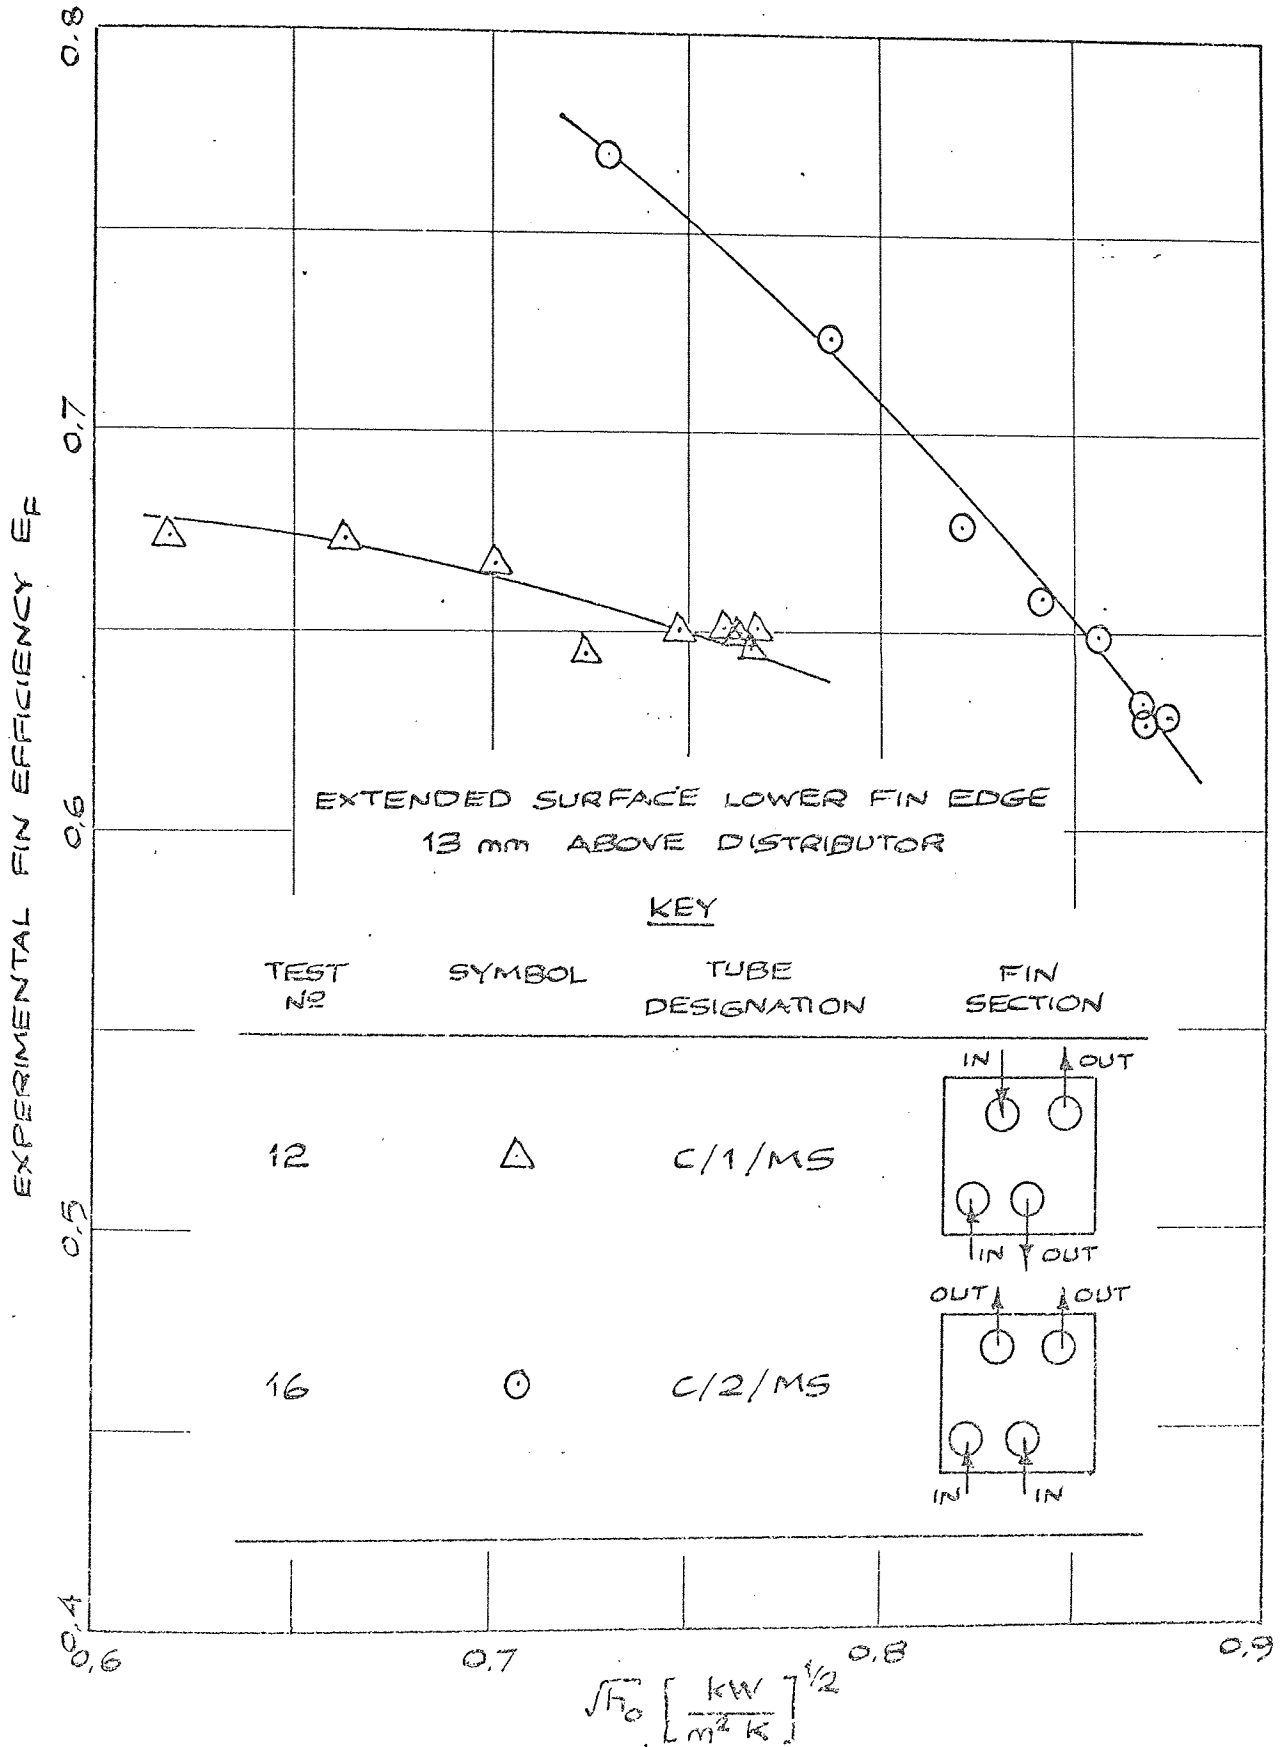 0.8
0.7
0.6
0.5
0.4
EXPERIMENTAL FIN EFFICIENCY E_F
EXTENDED SURFACE LOWER FIN EDGE
13 mm ABOVE DISTRIBUTOR
KEY
TEST Nº SYMBOL TUBE DESIGNATION FIN SECTION
IN OUT
12 C/1/MS
IN OUT
OUT OUT
16 C/2/MS
IN IN
0.6 0.7 0.8 0.9
√h₀ [kW/m² K]^1/2